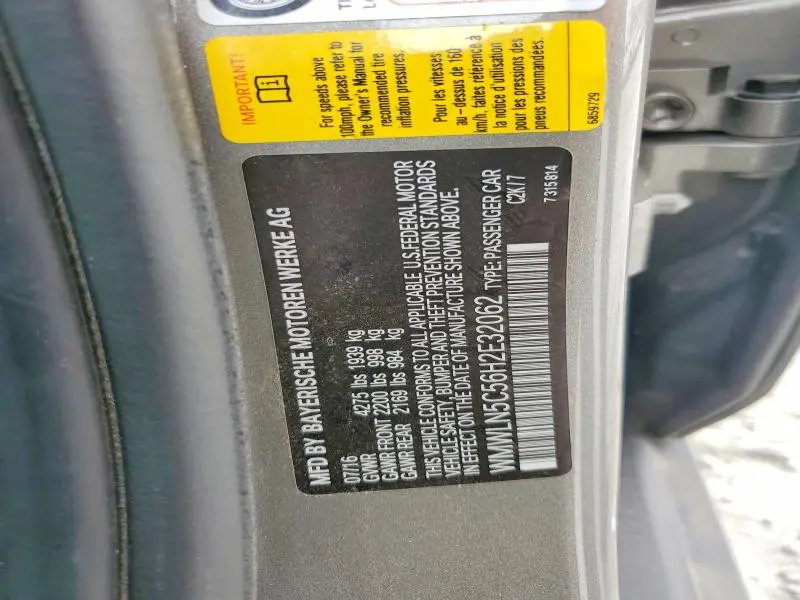 IMPORTANT!
For speeds above
100mph, please refer to
the Owner's Manual for
recommended tire
inflation pressures.
Pour les vitesses
au - dessus de 160
km/h, faites référence à
la notice d'utilisation
pour les pressions des
pneus recommandées.
6859729
MFD BY BAYERISCHE MOTOREN WERKE AG
07/16
GVWR 4275 lbs 1939 kg
GAWR FRONT 2200 lbs 998 kg
GAWR REAR 2169 lbs 984 kg
THIS VEHICLE CONFORMS TO ALL APPLICABLE U.S.FEDERAL MOTOR
VEHICLE SAFETY, BUMPER AND THEFT PREVENTION STANDARDS
IN EFFECT ON THE DATE OF MANUFACTURE SHOWN ABOVE.
WMWLN5C56H2E32062 TYPE: PASSENGER CAR
C2K/7
7315814